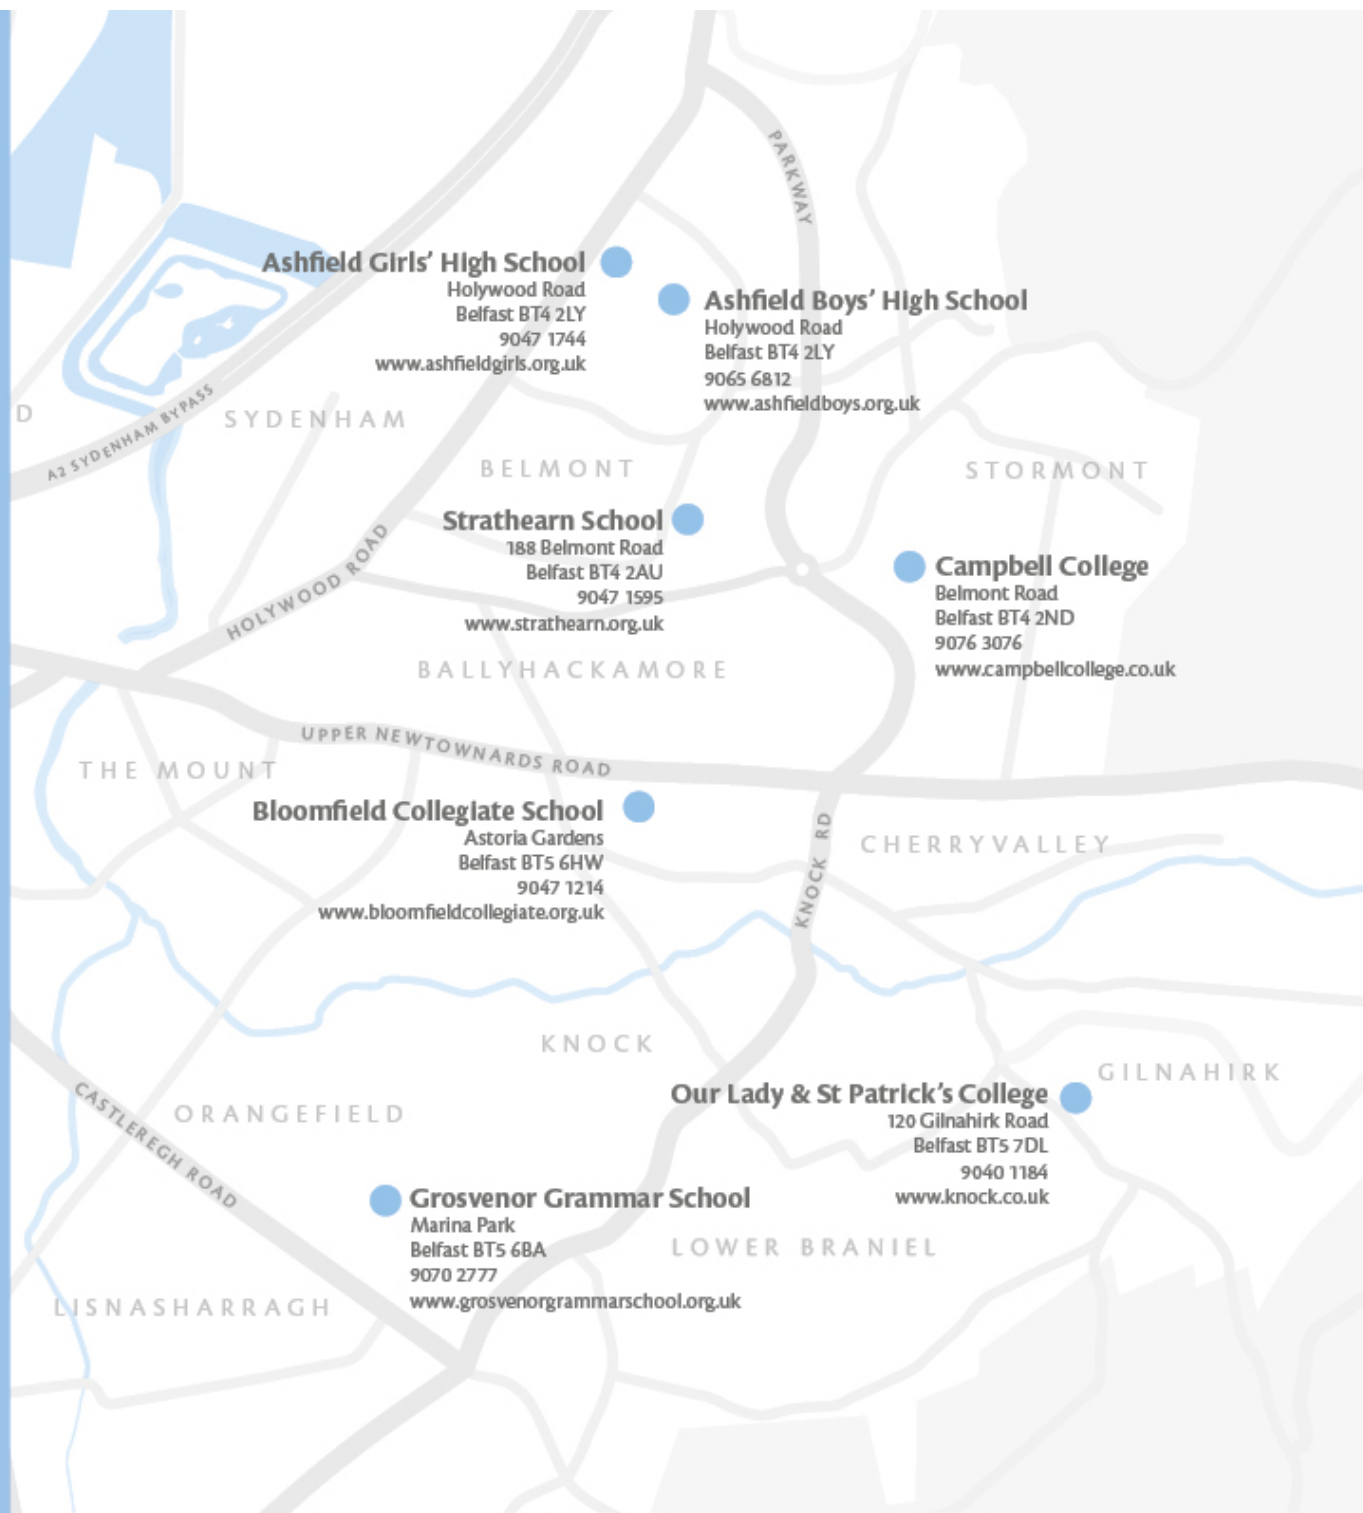 PARKWAY
Ashfield Girls' High School
Holywood Road
Belfast BT4 2LY
9047 1744
www.ashfieldgirls.org.uk
Ashfield Boys' High School
Holywood Road
Belfast BT4 2LY
9065 6812
www.ashfieldboys.org.uk
D
A2 SYDENHAM BYPASS
SYDENHAM
BELMONT
STORMONT
Strathearn School
188 Belmont Road
Belfast BT4 2AU
9047 1595
www.strathearn.org.uk
HOLYWOOD ROAD
Campbell College
Belmont Road
Belfast BT4 2ND
9076 3076
www.campbellcollege.co.uk
BALLYHACKAMORE
UPPER NEWTOWNARDS ROAD
THE MOUNT
Bloomfield Collegiate School
Astoria Gardens
Belfast BT5 6HW
9047 1214
www.bloomfieldcollegiate.org.uk
KNOCK RD
CHERRYVALLEY
KNOCK
GILNAHIRK
Our Lady & St Patrick's College
120 Gilnahirk Road
Belfast BT5 7DL
9040 1184
www.knock.co.uk
CASTLEREGH ROAD
ORANGEFIELD
Grosvenor Grammar School
Marina Park
Belfast BT5 6BA
9070 2777
www.grosvenorgrammarschool.org.uk
LOWER BRANIEL
LISNASHARRAGH